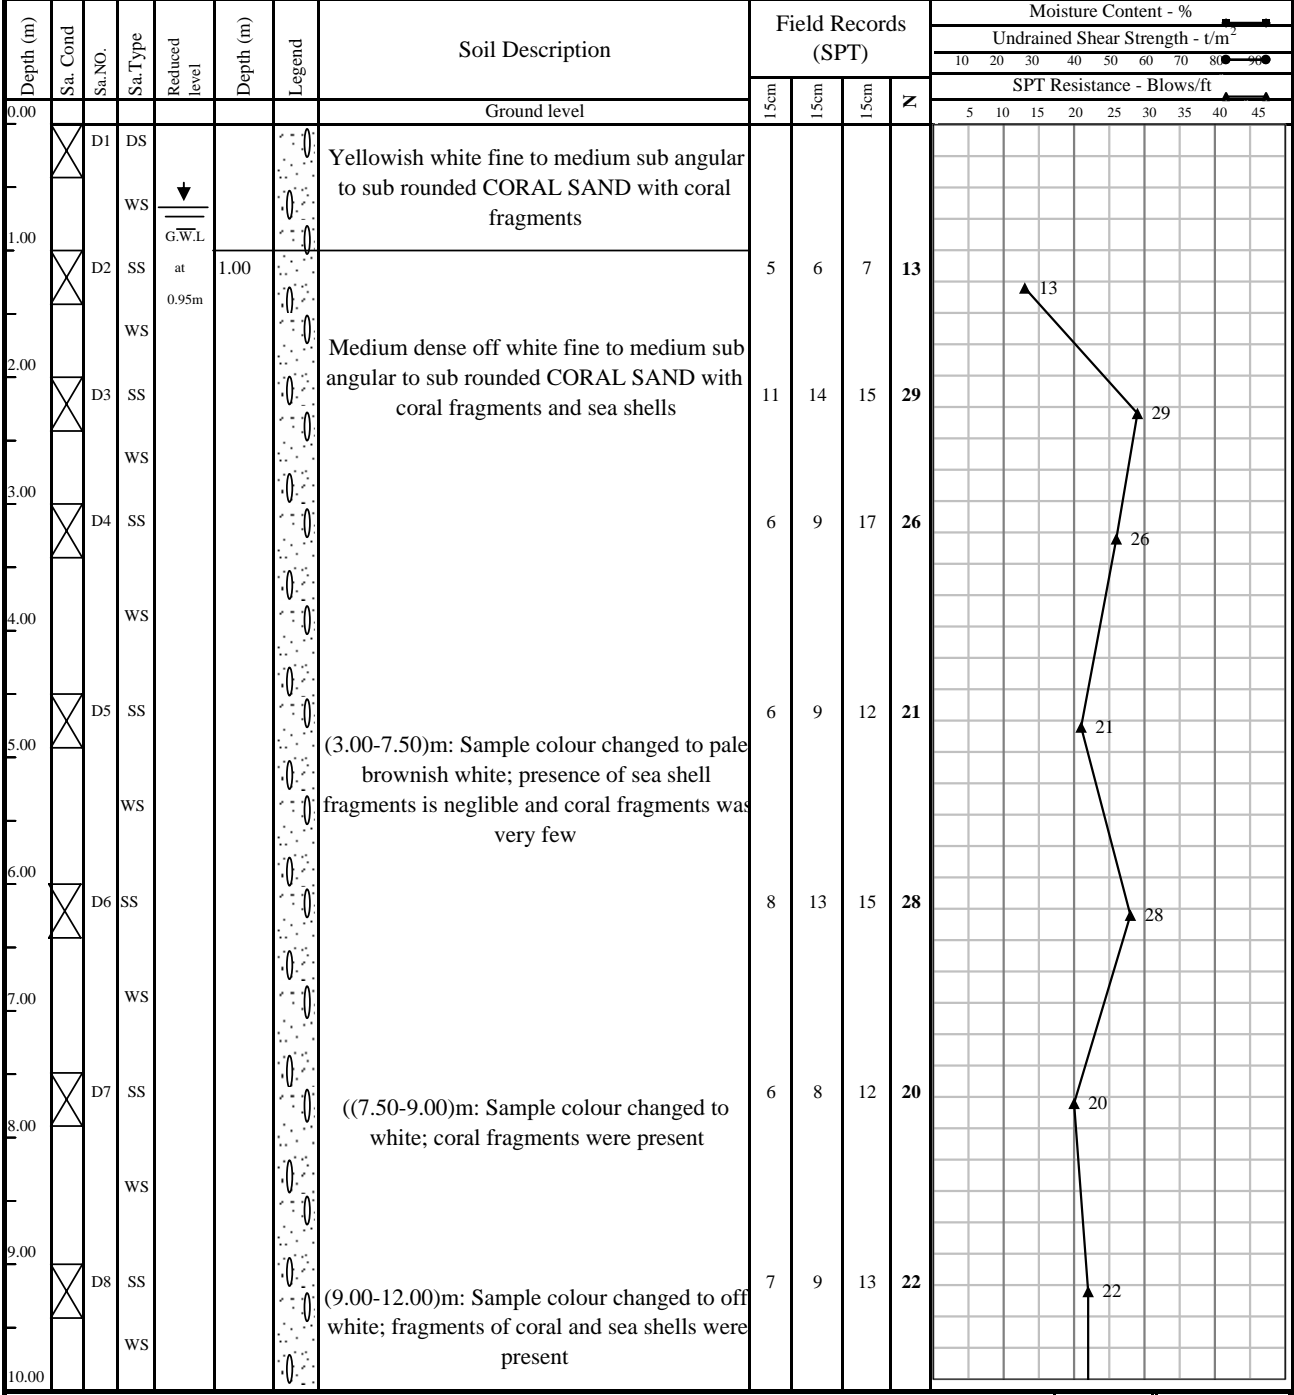 Depth (m) Sa. Cond Sa.NO. Sa.Type Reduced level Depth (m) Legend Soil Description Field Records (SPT) 15cm 15cm 15cm N
Moisture Content - %
Undrained Shear Strength - t/m2
10 20 30 40 50 60 70 80 90
SPT Resistance - Blows/ft
5 10 15 20 25 30 35 40 45
0.00 Ground level
D1 DS
Yellowish white fine to medium sub angular
to sub rounded CORAL SAND with coral
fragments
WS
G.W.L
1.00
D2 SS at 1.00 5 6 7 13
13
0.95m
WS
Medium dense off white fine to medium sub
2.00
angular to sub rounded CORAL SAND with
D3 SS 11 14 15 29
coral fragments and sea shells
29
WS
3.00
D4 SS 6 9 17 26
26
WS
4.00
D5 SS 6 9 12 21
21
5.00
(3.00-7.50)m: Sample colour changed to pale
brownish white; presence of sea shell
WS
fragments is neglible and coral fragments was
very few
6.00
D6 SS 8 13 15 28
28
WS
7.00
D7 SS 6 8 12 20
20
((7.50-9.00)m: Sample colour changed to
8.00
white; coral fragments were present
WS
9.00
D8 SS 7 9 13 22
22
(9.00-12.00)m: Sample colour changed to off
white; fragments of coral and sea shells were
WS
present
10.00